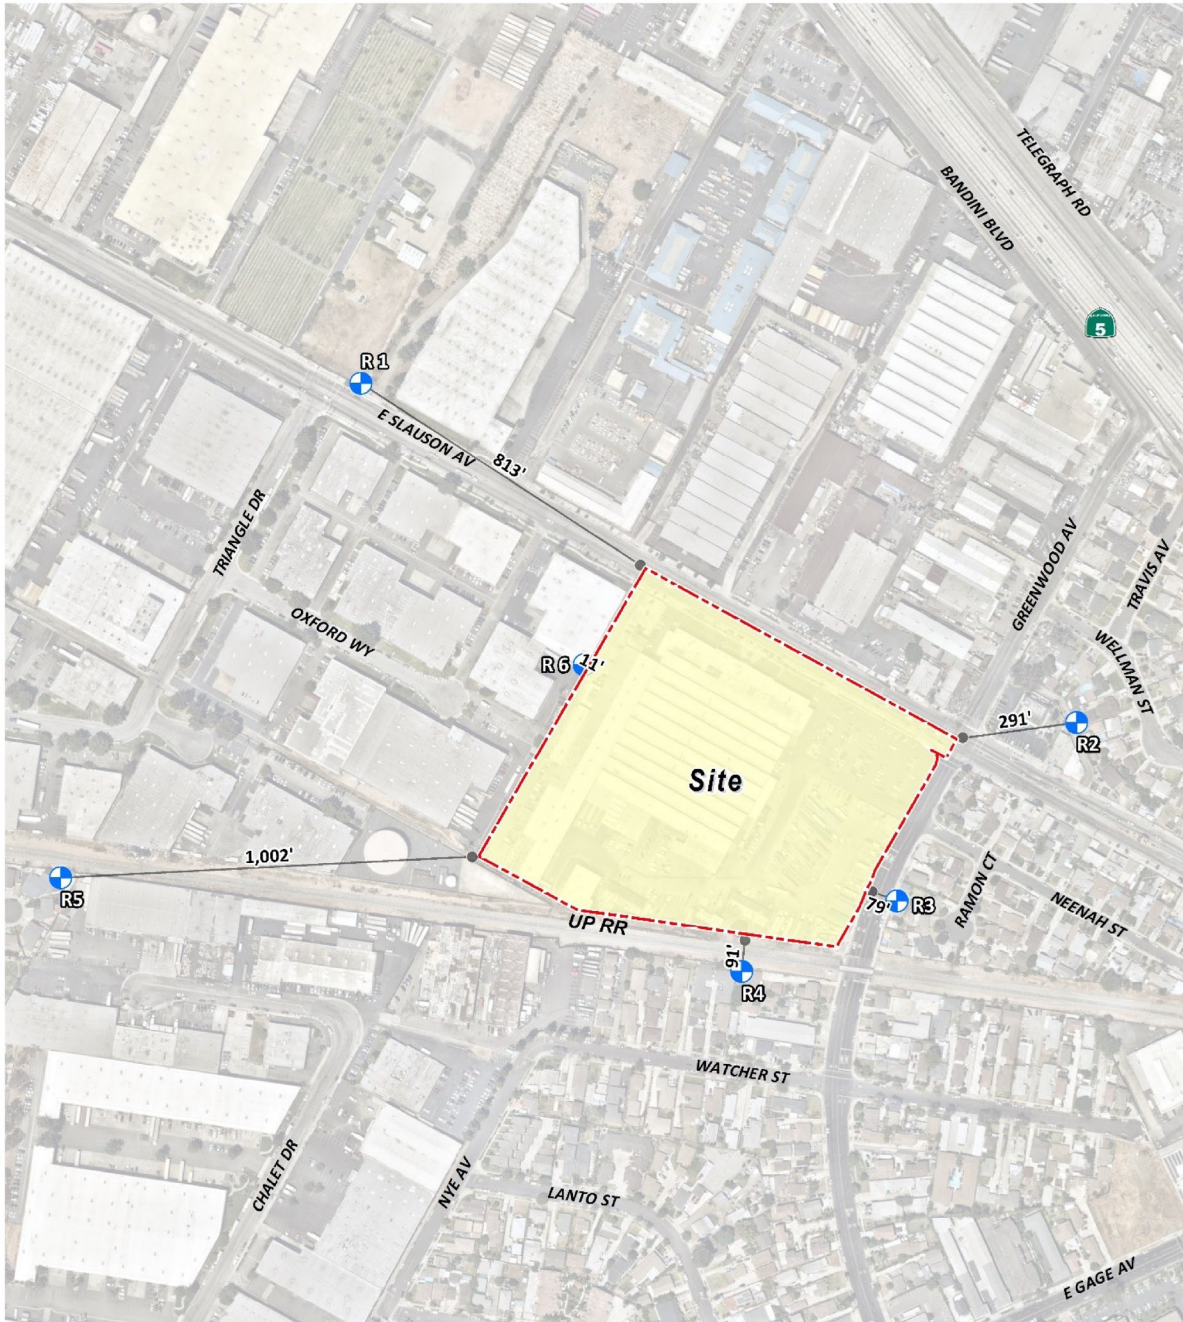 TELEGRAPH RD
BANDINI BLVD
CALIFORNIA
5
R 1
E SLAUSON AV
813'
TRIANGLE DR
GREENWOOD AV
TRAVIS AV
OXFORD WY
WELLMAN ST
R 6
11'
291'
R2
Site
1,002'
R5
RAMON CT
NEENAH ST
79'
R3
UP RR
91'
R4
WATCHER ST
CHALET DR
NYE AV
LANTO ST
E GAGE AV